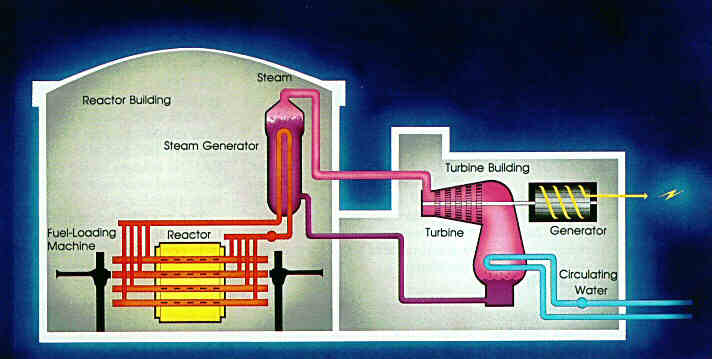 Steam
Reactor Building
Steam Generator
Turbine Building
Fuel-Loading
Machine
Reactor
Turbine
Generator
Circulating
Water